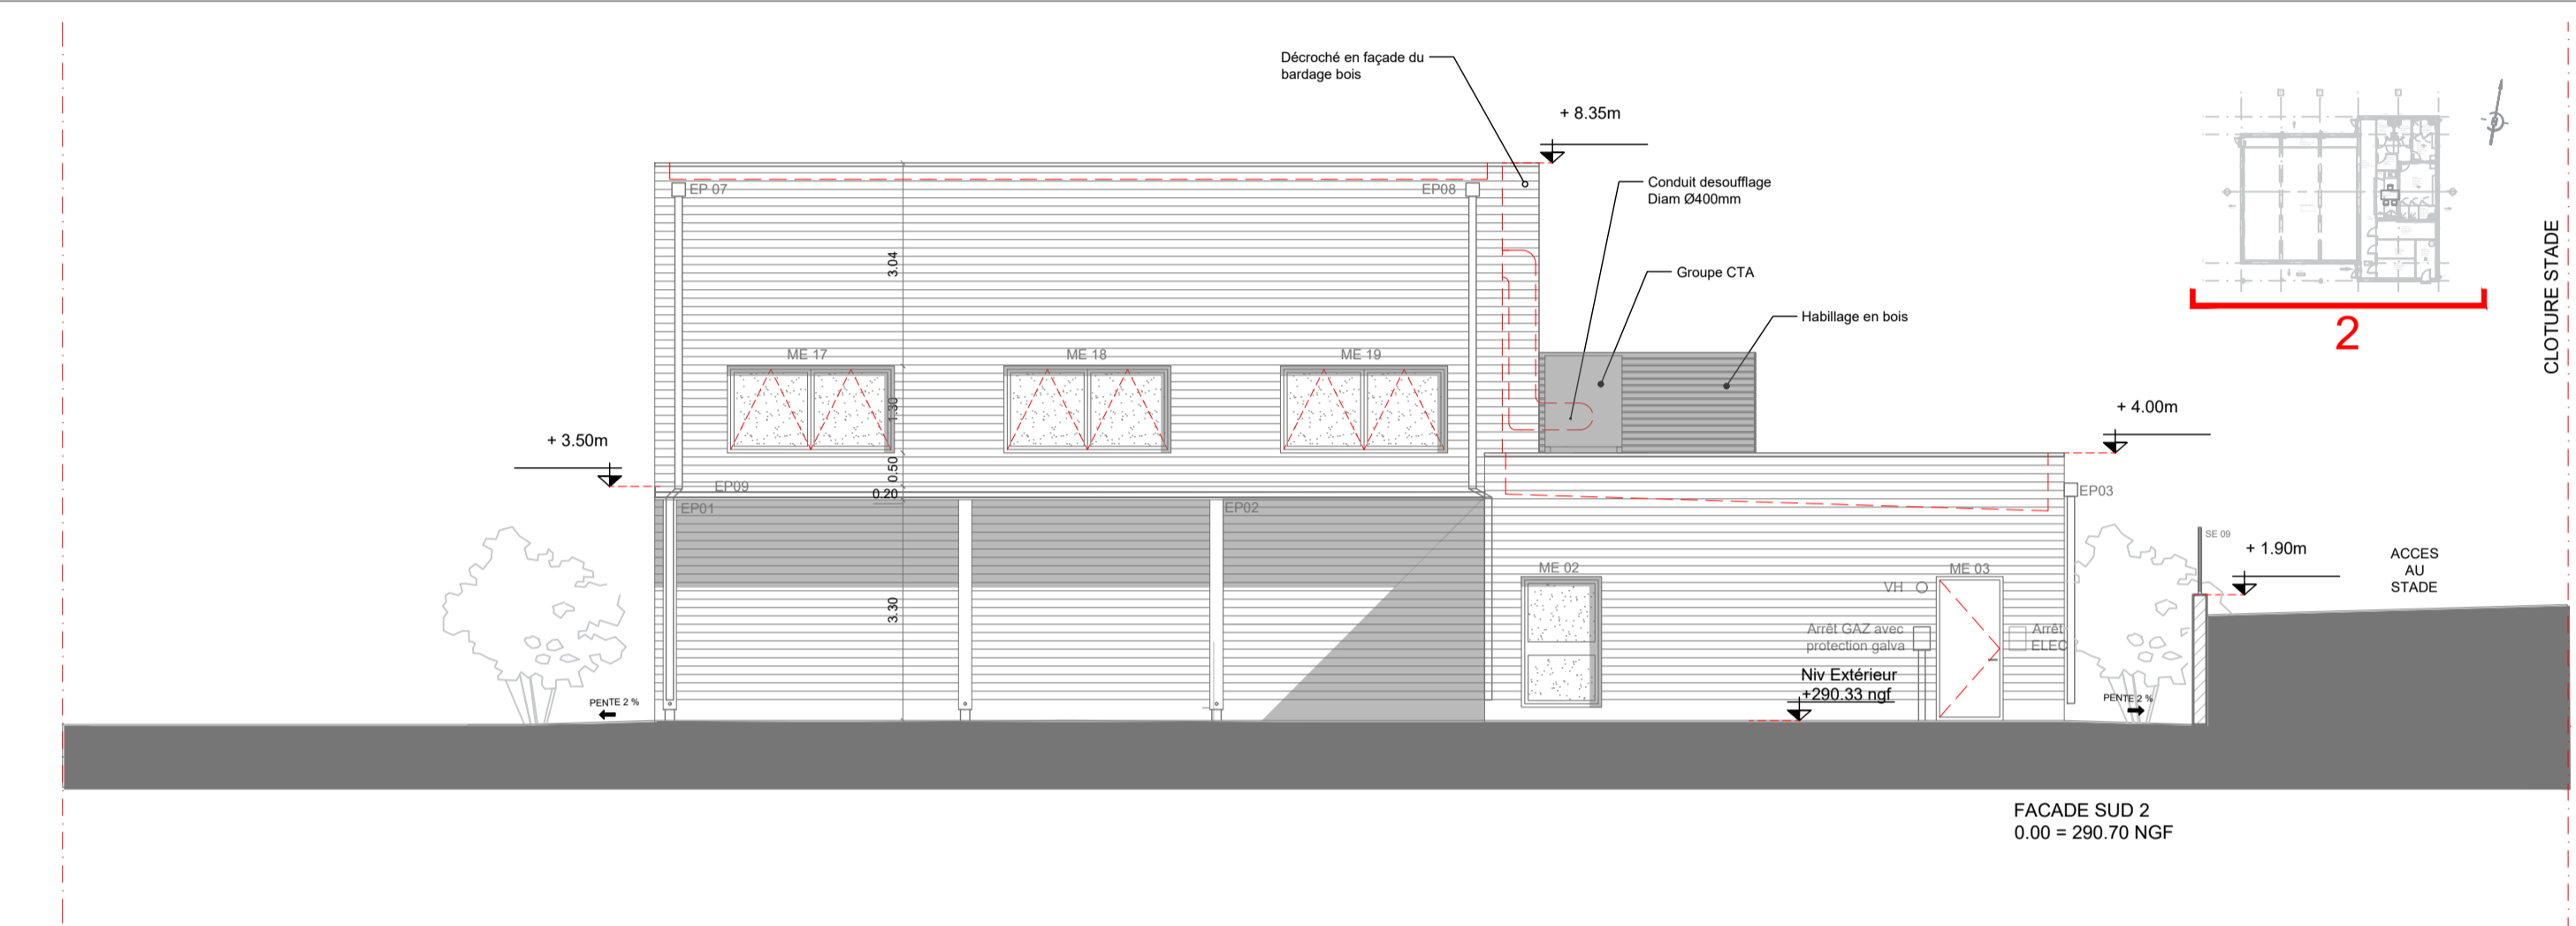 Décroché en façade du
bardage bois
+ 8.35m
Conduit desoufflage
Diam Ø400mm
Groupe CTA
Habillage en bois
2
CLOTURE STADE
EP 07
EP08
3.04
ME 17
ME 18
ME 19
1.30
+ 3.50m
+ 4.00m
0.50
EP09
0.20
EP01
EP02
EP03
SE 09
+ 1.90m
ACCES
AU
STADE
ME 02
ME 03
VH
3.30
Arrêt GAZ avec
protection galva
Arrêt
ELEC
Niv Extérieur
+290.33 ngf
PENTE 2 %
PENTE 2 %
FACADE SUD 2
0.00 = 290.70 NGF